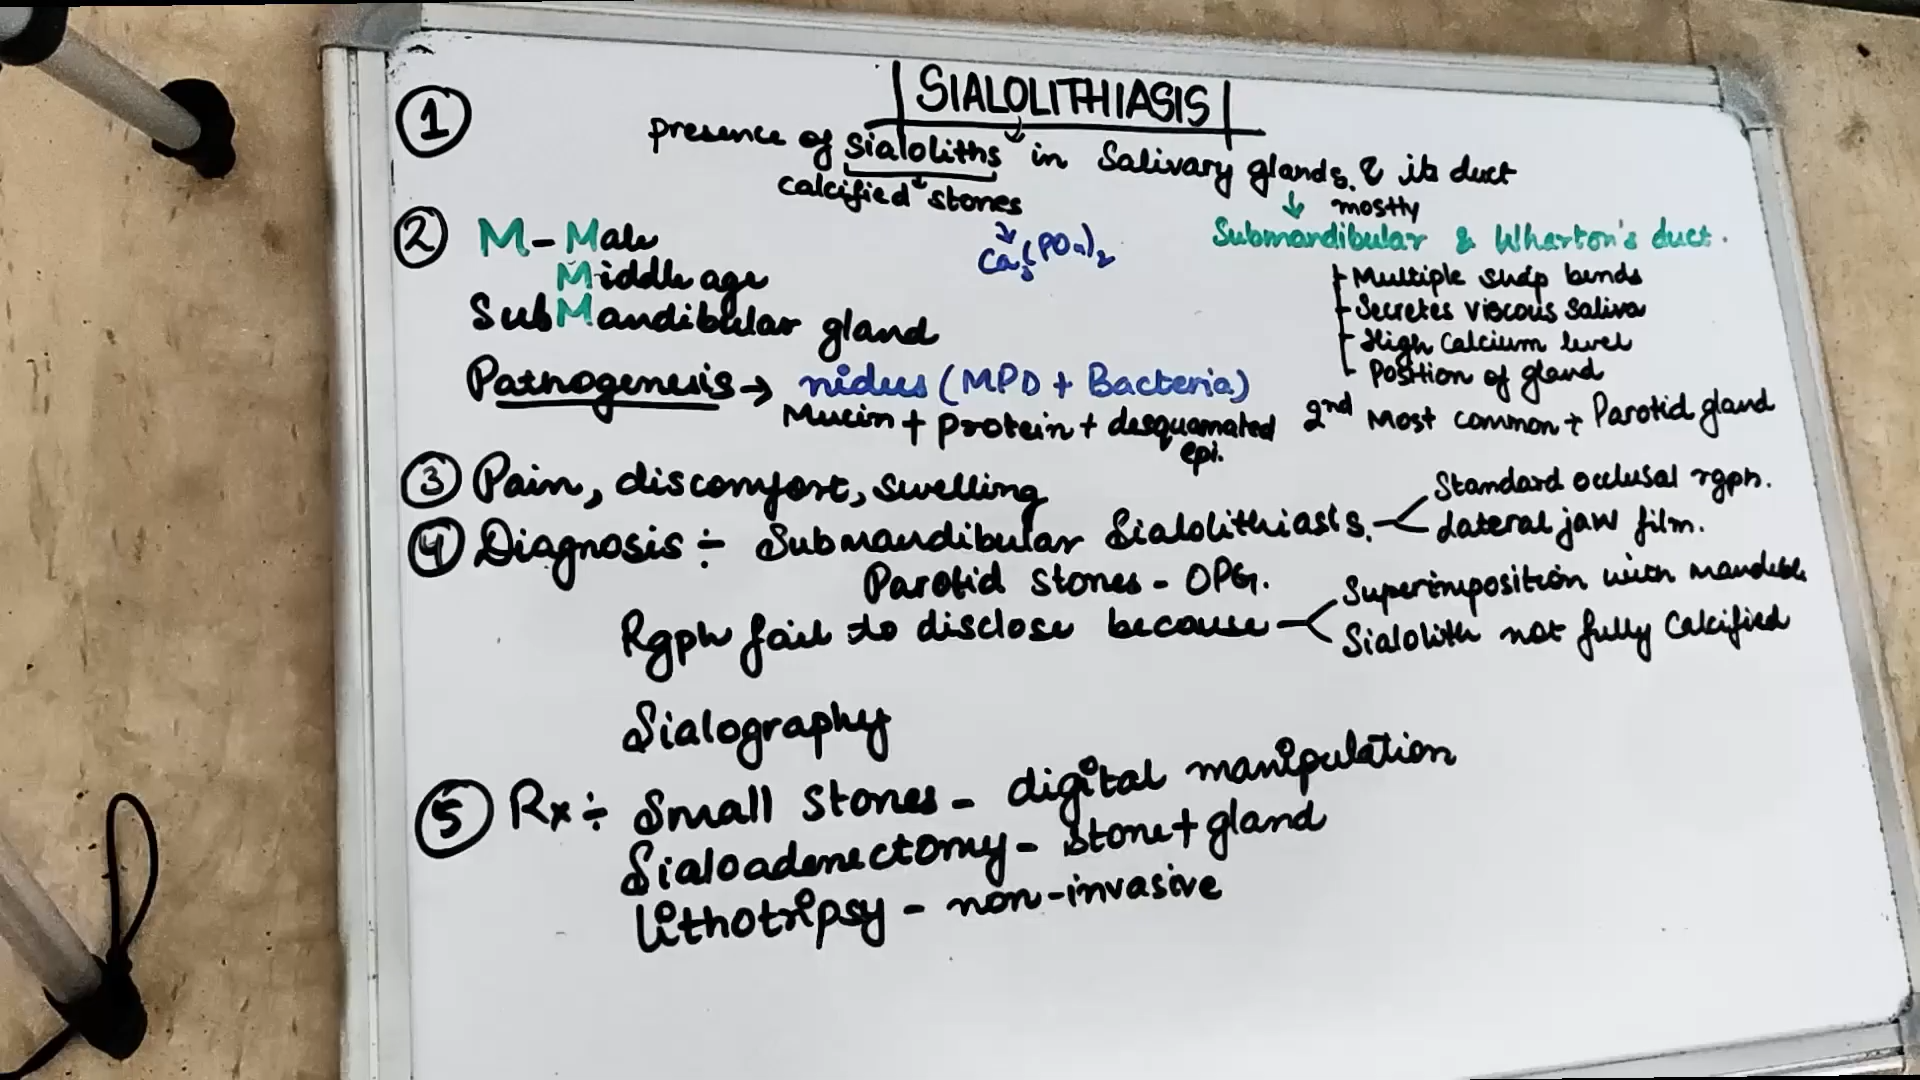 SIALOLITHIASIS
① presence of sialoliths in Salivary glands & its duct
calcified stones
mostly
Ca3(PO4)2
Submandibular & Wharton's duct.
Multiple sharp bends
Secretes viscous saliva
High Calcium level
Position of gland
2nd Most common → Parotid gland
② M - Male
Middle age
SubMandibular gland
Pathogenesis → nidus (MPD + Bacteria)
Mucin + protein + desquamated
epi.
③ Pain, discomfort, swelling
④ Diagnosis ÷ Submandibular Sialolithiasis.
Standard occlusal rgph.
Lateral jaw film.
Parotid stones - OPG.
Rgph fail to disclose because
Superimposition with mandible
Sialolith not fully Calcified
Sialography
⑤ Rx ÷ Small Stones - digital manipulation
Sialoadenectomy - stone + gland
lithotripsy - non-invasive